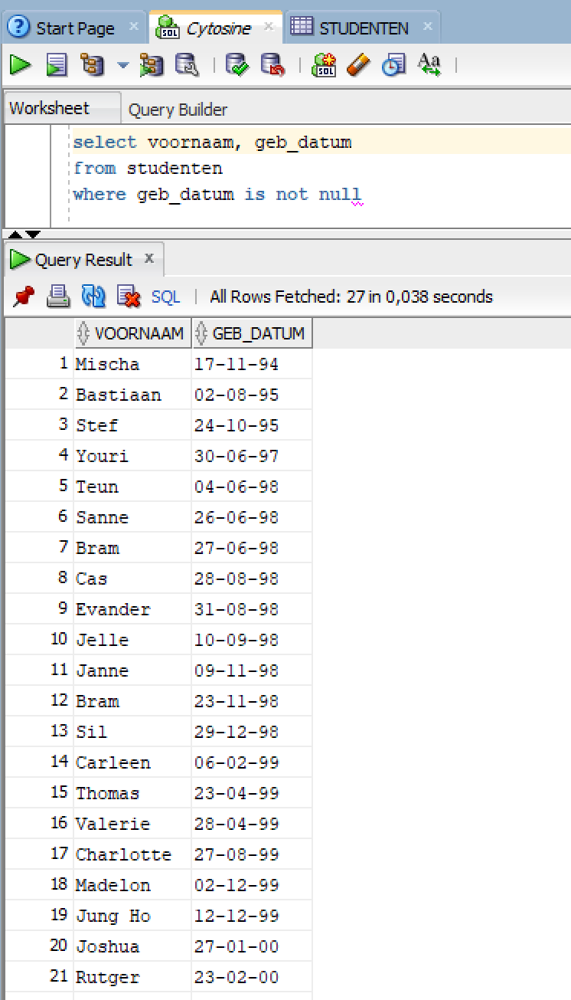 Start Page × Cytosine × STUDENTEN ×
SQL SQL Aa
Worksheet Query Builder
select voornaam, geb_datum
from studenten
where geb_datum is not null
Query Result x
SQL | All Rows Fetched: 27 in 0,038 seconds
VOORNAAM GEB_DATUM
1 Mischa 17-11-94
2 Bastiaan 02-08-95
3 Stef 24-10-95
4 Youri 30-06-97
5 Teun 04-06-98
6 Sanne 26-06-98
7 Bram 27-06-98
8 Cas 28-08-98
9 Evander 31-08-98
10 Jelle 10-09-98
11 Janne 09-11-98
12 Bram 23-11-98
13 Sil 29-12-98
14 Carleen 06-02-99
15 Thomas 23-04-99
16 Valerie 28-04-99
17 Charlotte 27-08-99
18 Madelon 02-12-99
19 Jung Ho 12-12-99
20 Joshua 27-01-00
21 Rutger 23-02-00